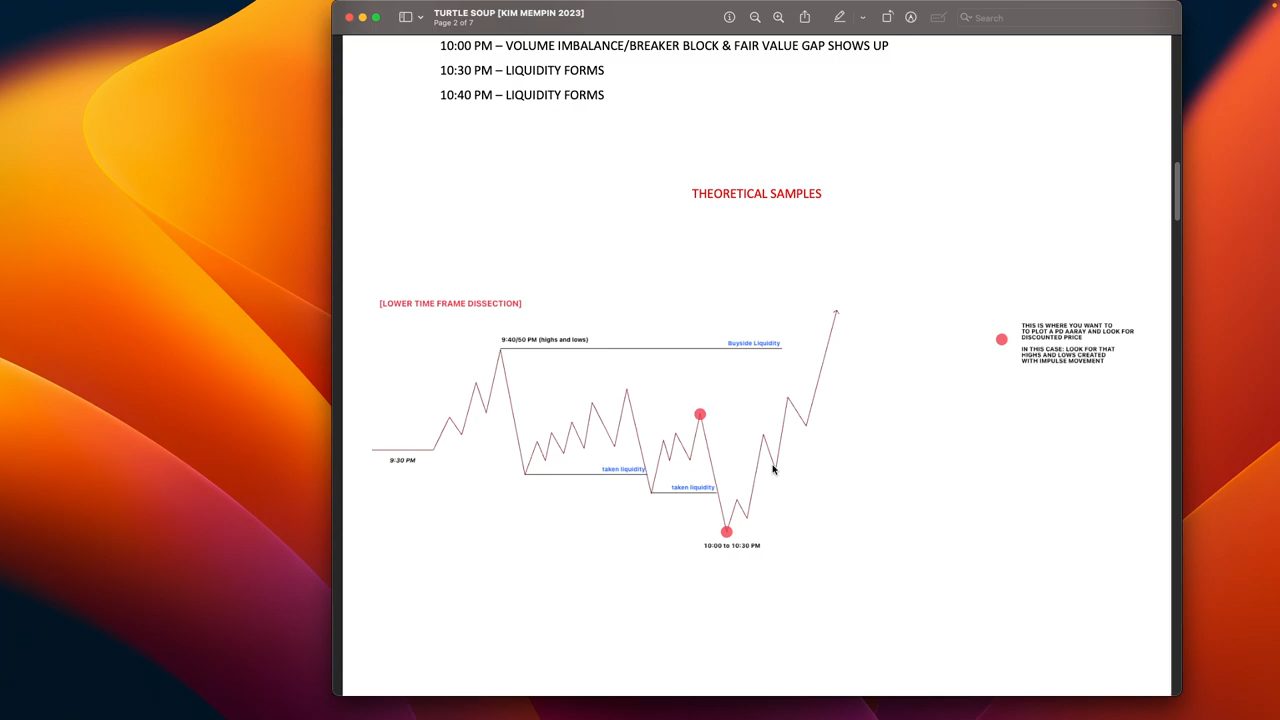 TURTLE SOUP [KIM MEMPIN 2023]
Page 2 of 7
Search
10:00 PM – VOLUME IMBALANCE/BREAKER BLOCK & FAIR VALUE GAP SHOWS UP
10:30 PM – LIQUIDITY FORMS
10:40 PM – LIQUIDITY FORMS
THEORETICAL SAMPLES
[LOWER TIME FRAME DISSECTION]
9:40/50 PM (highs and lows)
Buyside Liquidity
9:30 PM
taken liquidity
taken liquidity
10:00 to 10:30 PM
THIS IS WHERE YOU WANT TO
TO PLOT A PD AARAY AND LOOK FOR
DISCOUNTED PRICE
IN THIS CASE: LOOK FOR THAT
HIGHS AND LOWS CREATED
WITH IMPULSE MOVEMENT